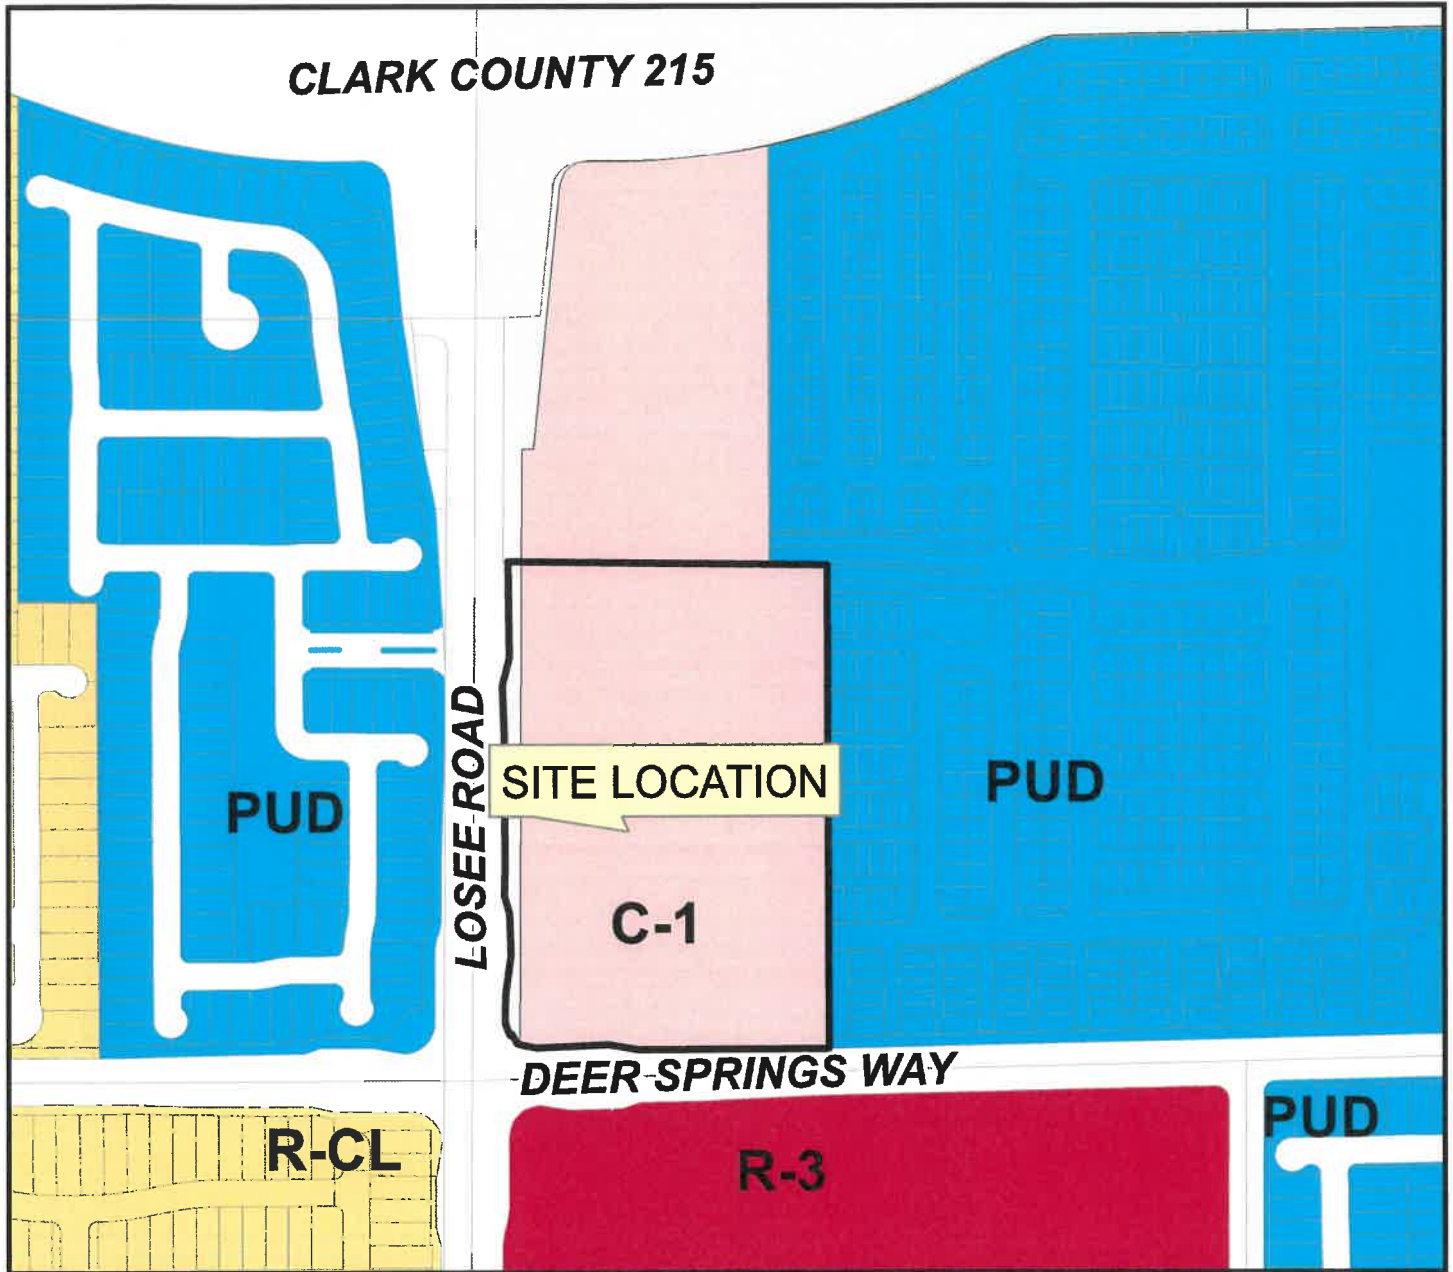 CLARK COUNTY 215
LOSEE ROAD
SITE LOCATION
PUD
PUD
C-1
DEER SPRINGS WAY
PUD
R-CL
R-3